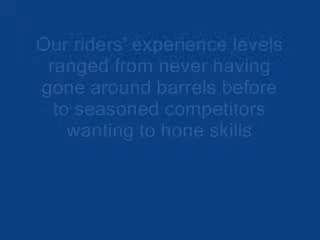 Our riders' experience levels
ranged from never having
gone around barrels before
to seasoned competitors
wanting to hone skills